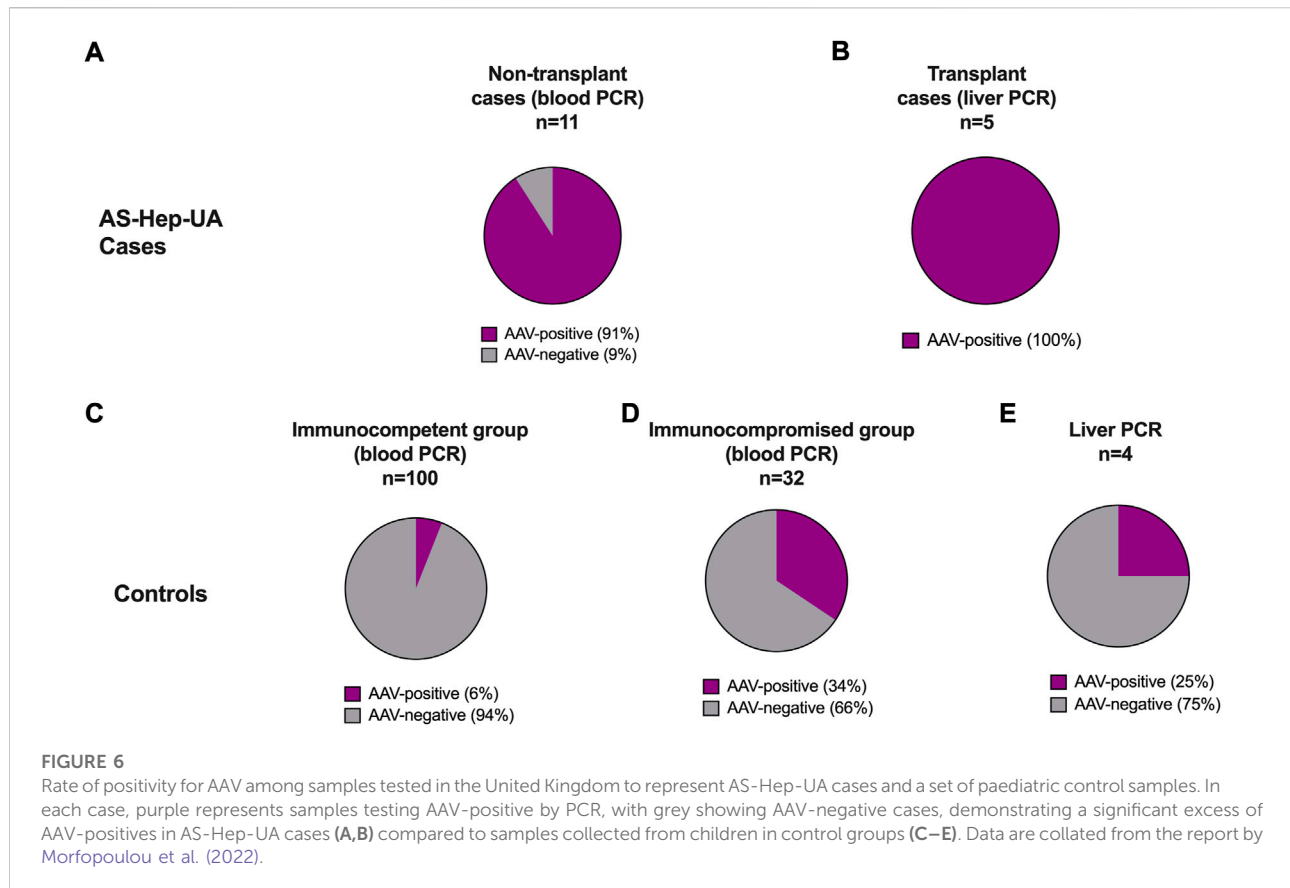 A
Non-transplant
cases (blood PCR)
n=11
B
Transplant
cases (liver PCR)
n=5
AS-Hep-UA
Cases
AAV-positive (91%)
AAV-negative (9%)
AAV-positive (100%)
C
Immunocompetent group
(blood PCR)
n=100
D
Immunocompromised group
(blood PCR)
n=32
E
Liver PCR
n=4
Controls
AAV-positive (6%)
AAV-negative (94%)
AAV-positive (34%)
AAV-negative (66%)
AAV-positive (25%)
AAV-negative (75%)
FIGURE 6
Rate of positivity for AAV among samples tested in the United Kingdom to represent AS-Hep-UA cases and a set of paediatric control samples. In
each case, purple represents samples testing AAV-positive by PCR, with grey showing AAV-negative cases, demonstrating a significant excess of
AAV-positives in AS-Hep-UA cases (A,B) compared to samples collected from children in control groups (C–E). Data are collated from the report by
Morfopoulou et al. (2022).